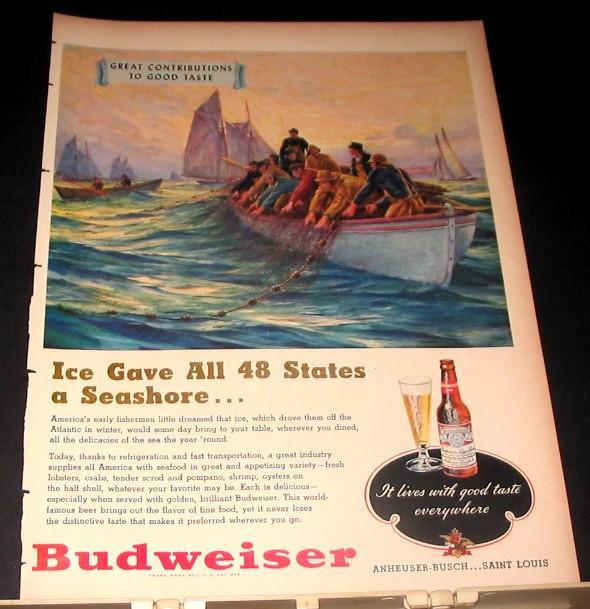 GREAT CONTRIBUTIONS
TO GOOD TASTE
Ice Gave All 48 States
a Seashore...
America's early fishermen little dreamed that ice, which drove them off the
Atlantic in winter, would some day bring to your table, wherever you dined,
all the delicacies of the sea the year 'round.
Today, thanks to refrigeration and fast transportation, a great industry
supplies all America with seafood in great and appetizing variety—fresh
lobsters, crabs, tender scrod and pompano, shrimp, oysters on
the half shell, whatever your favorite may be. Each is delicious—
especially when served with golden, brilliant Budweiser. This world-
famous beer brings out the flavor of fine food, yet it never loses
the distinctive taste that makes it preferred wherever you go.
It lives with good taste
everywhere
Budweiser
TRADE MARK REG. U.S. PAT. OFF.
ANHEUSER-BUSCH...SAINT LOUIS